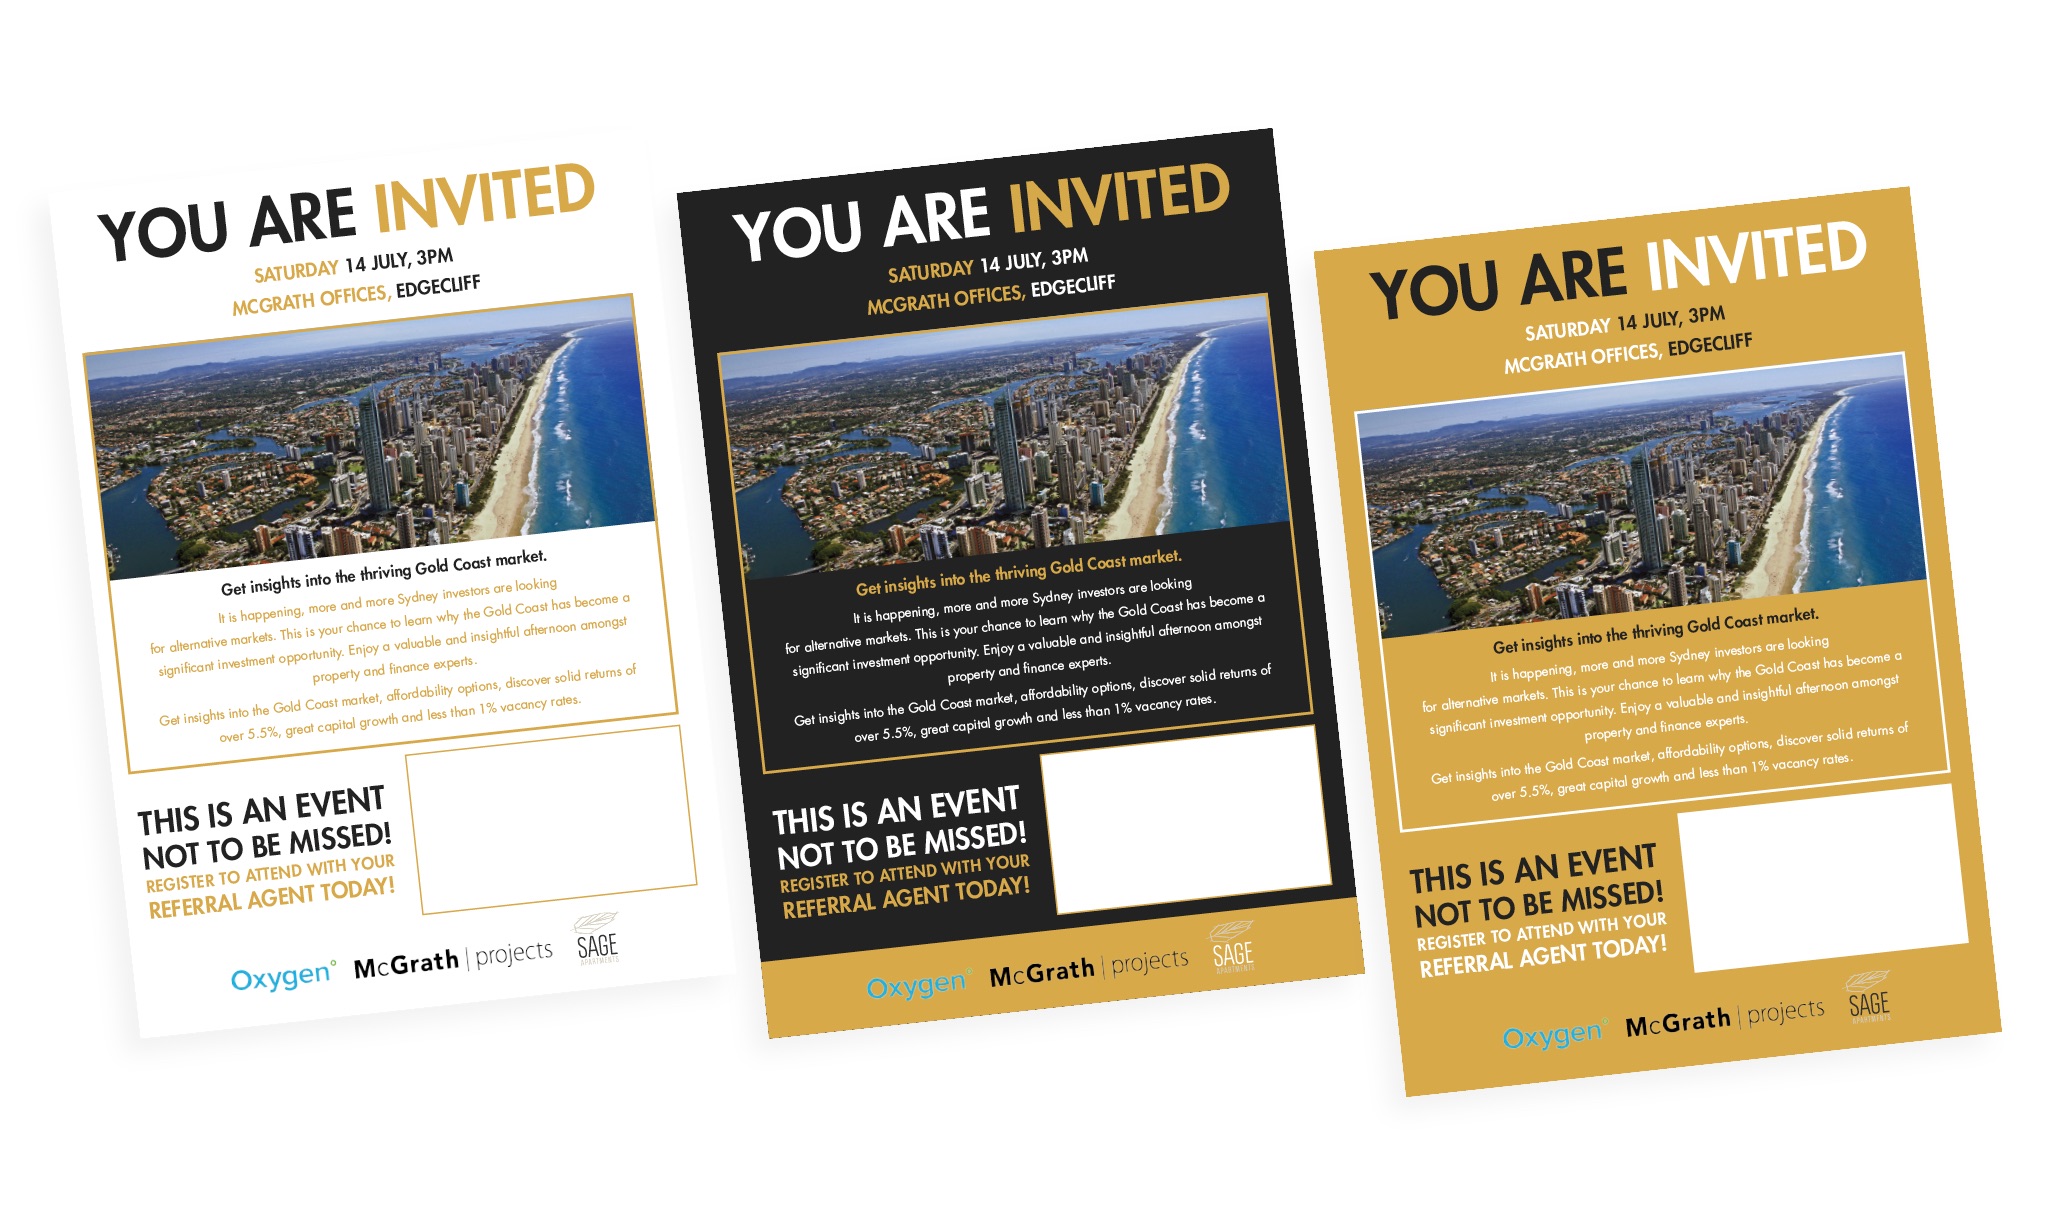 YOU ARE INVITED
SATURDAY 14 JULY, 3PM
MCGRATH OFFICES, EDGECLIFF
Get insights into the thriving Gold Coast market.
It is happening, more and more Sydney investors are looking
for alternative markets. This is your chance to learn why the Gold Coast has become a
significant investment opportunity. Enjoy a valuable and insightful afternoon amongst
property and finance experts.
Get insights into the Gold Coast market, affordability options, discover solid returns of
over 5.5%, great capital growth and less than 1% vacancy rates.
THIS IS AN EVENT
NOT TO BE MISSED!
REGISTER TO ATTEND WITH YOUR
REFERRAL AGENT TODAY!
Oxygen McGrath | projects SAGE
APARTMENTS
YOU ARE INVITED
SATURDAY 14 JULY, 3PM
MCGRATH OFFICES, EDGECLIFF
Get insights into the thriving Gold Coast market.
It is happening, more and more Sydney investors are looking
for alternative markets. This is your chance to learn why the Gold Coast has become a
significant investment opportunity. Enjoy a valuable and insightful afternoon amongst
property and finance experts.
Get insights into the Gold Coast market, affordability options, discover solid returns of
over 5.5%, great capital growth and less than 1% vacancy rates.
THIS IS AN EVENT
NOT TO BE MISSED!
REGISTER TO ATTEND WITH YOUR
REFERRAL AGENT TODAY!
Oxygen McGrath | projects SAGE
APARTMENTS
YOU ARE INVITED
SATURDAY 14 JULY, 3PM
MCGRATH OFFICES, EDGECLIFF
Get insights into the thriving Gold Coast market.
It is happening, more and more Sydney investors are looking
for alternative markets. This is your chance to learn why the Gold Coast has become a
significant investment opportunity. Enjoy a valuable and insightful afternoon amongst
property and finance experts.
Get insights into the Gold Coast market, affordability options, discover solid returns of
over 5.5%, great capital growth and less than 1% vacancy rates.
THIS IS AN EVENT
NOT TO BE MISSED!
REGISTER TO ATTEND WITH YOUR
REFERRAL AGENT TODAY!
Oxygen McGrath | projects SAGE
APARTMENTS